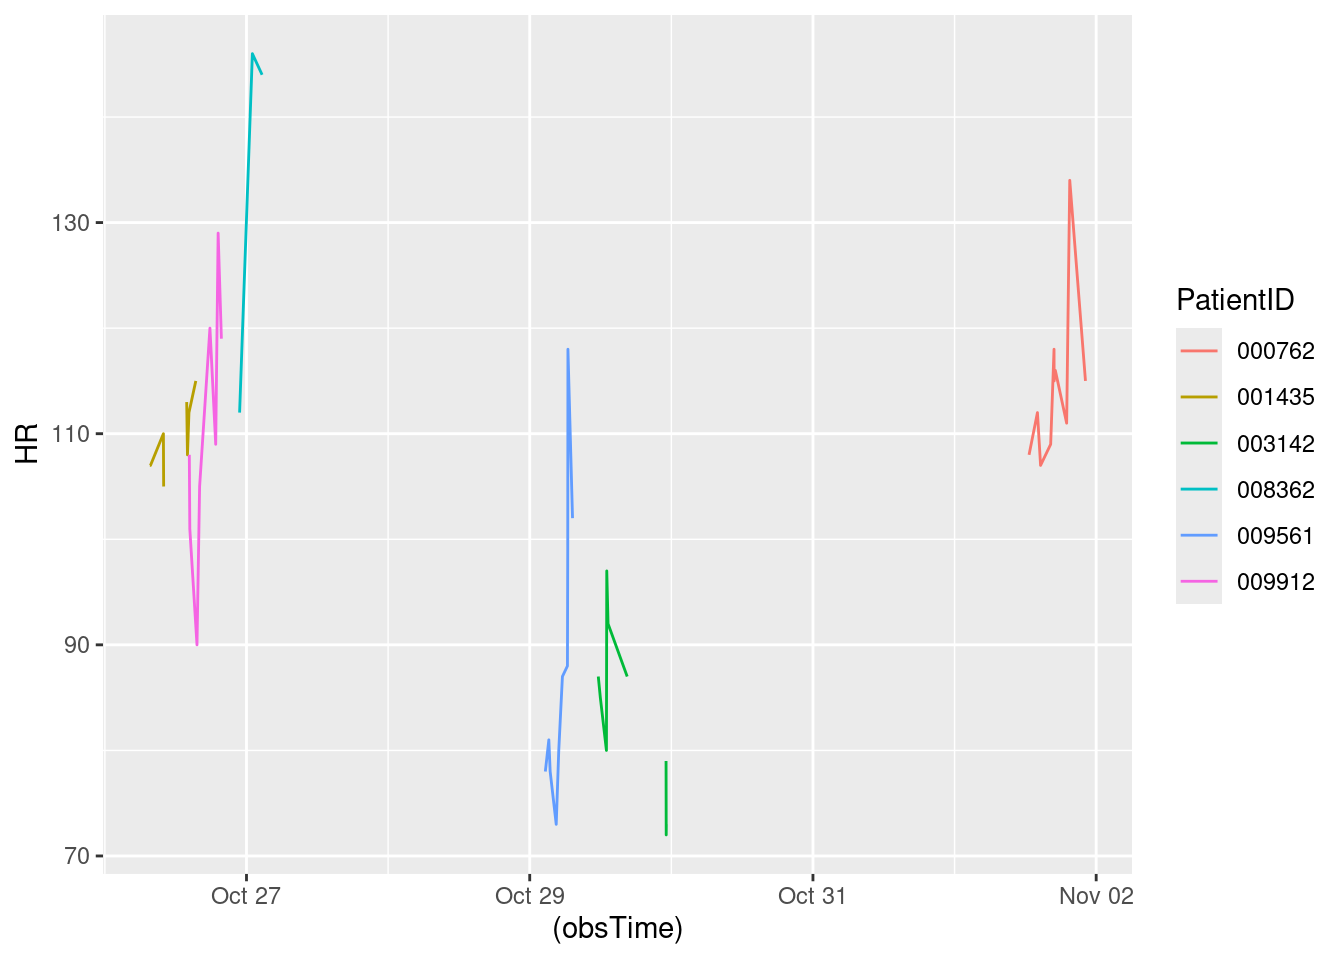 HR
130
110
90
70
Oct 27
Oct 29
Oct 31
Nov 02
(obsTime)
PatientID
000762
001435
003142
008362
009561
009912